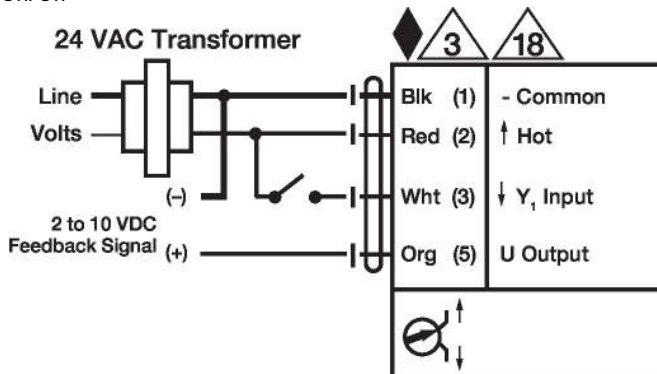 24 VAC Transformer
3 18
Line
Volts
Blk (1) - Common
Red (2) ↑ Hot
(–) Wht (3) ↓ Y₁ Input
2 to 10 VDC
Feedback Signal (+) Org (5) U Output